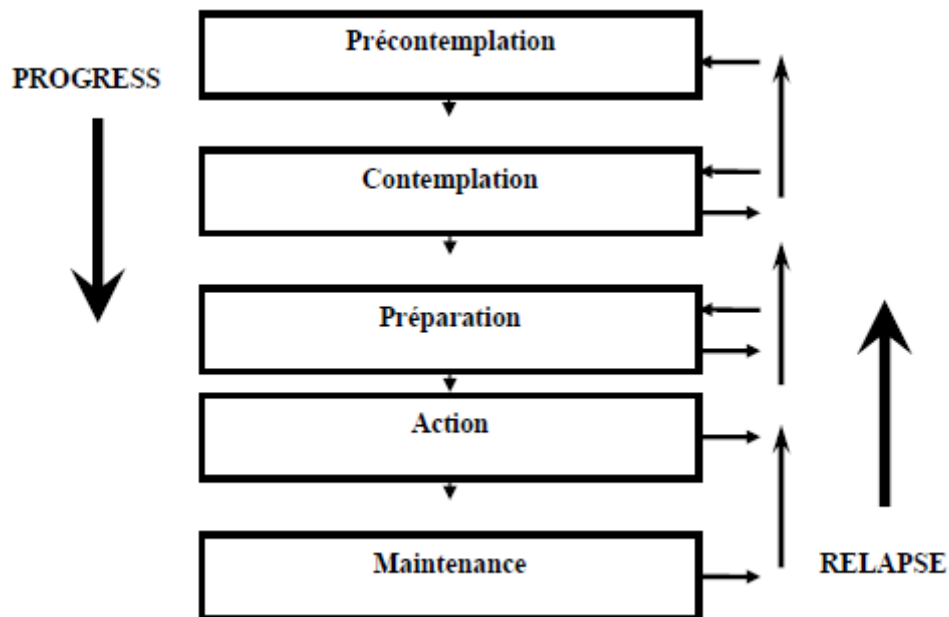 Précontemplation
PROGRESS
Contemplation
Préparation
Action
Maintenance
RELAPSE